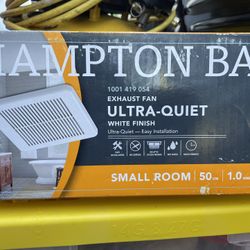 HAMPTON BA
1001 419 054
EXHAUST FAN
ULTRA-QUIET
WHITE FINISH
Ultra-Quiet — Easy Installation
SMALL ROOM | 50 | 1.0